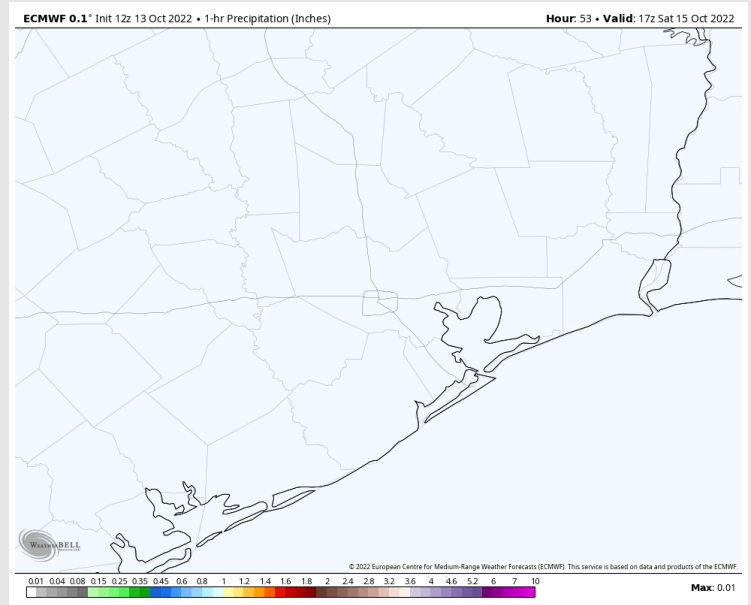 ECMWF 0.1° Init 12z 13 Oct 2022 • 1-hr Precipitation (Inches) Hour: 53 • Valid: 17z Sat 15 Oct 2022
WEATHERBELL
© 2022 European Centre for Medium-Range Weather Forecasts (ECMWF). This service is based on data and products of the ECMWF.
0.01 0.04 0.08 0.15 0.25 0.35 0.45 0.6 0.8 1 1.2 1.4 1.6 1.8 2 2.4 2.8 3.2 3.6 4 4.6 5.2 6 7 10 Max: 0.01